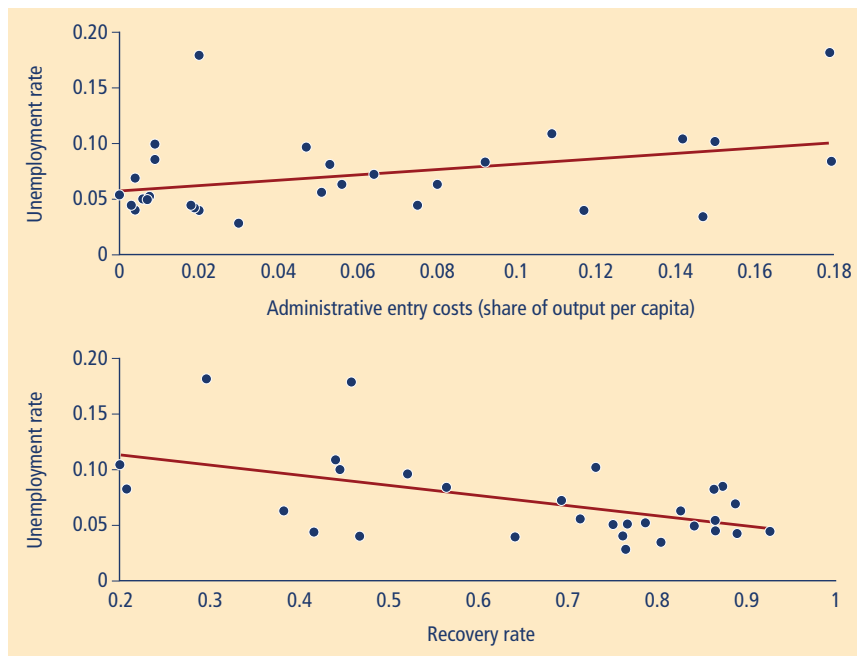 0.20
0.15
0.10
0.05
0
Unemployment rate
0 0.02 0.04 0.06 0.08 0.1 0.12 0.14 0.16 0.18
Administrative entry costs (share of output per capita)
0.20
0.15
0.10
0.05
0
Unemployment rate
0.2 0.3 0.4 0.5 0.6 0.7 0.8 0.9 1
Recovery rate